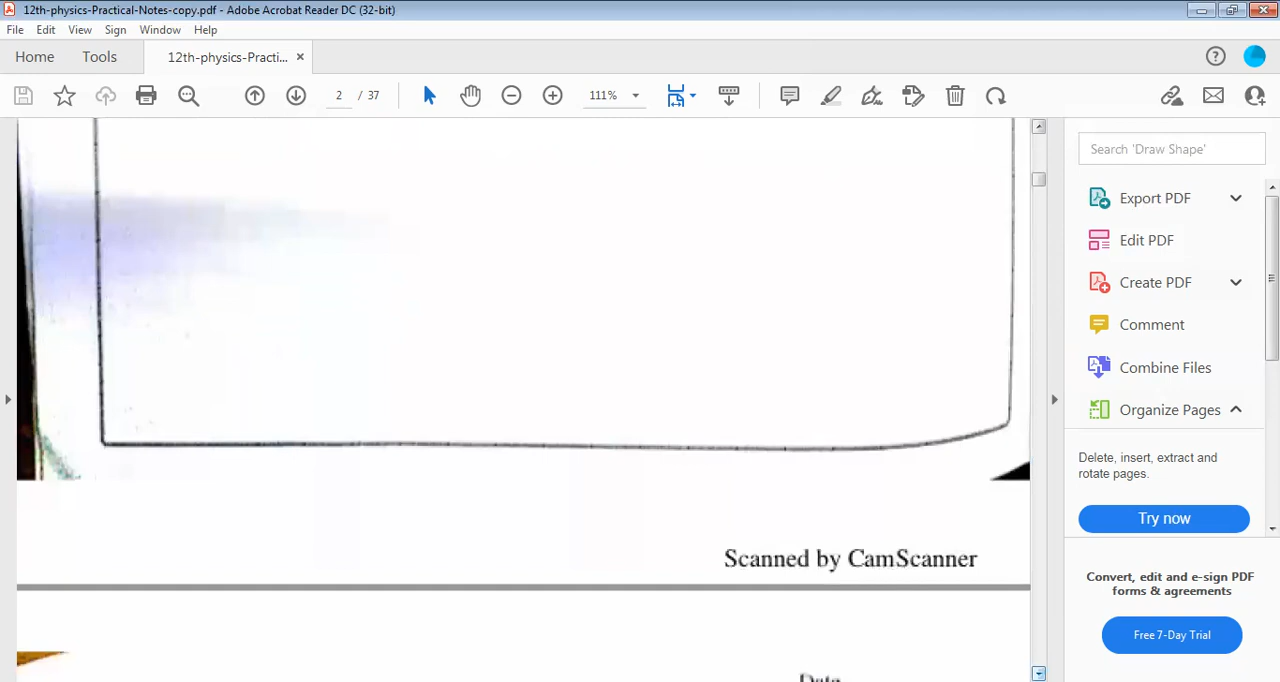 12th-physics-Practical-Notes-copy.pdf - Adobe Acrobat Reader DC (32-bit)
File Edit View Sign Window Help
Home Tools 12th-physics-Practi... ×
2 / 37 111%
Search 'Draw Shape'
Export PDF
Edit PDF
Create PDF
Comment
Combine Files
Organize Pages
Delete, insert, extract and
rotate pages.
Try now
Convert, edit and e-sign PDF
forms & agreements
Free 7-Day Trial
Scanned by CamScanner
Date